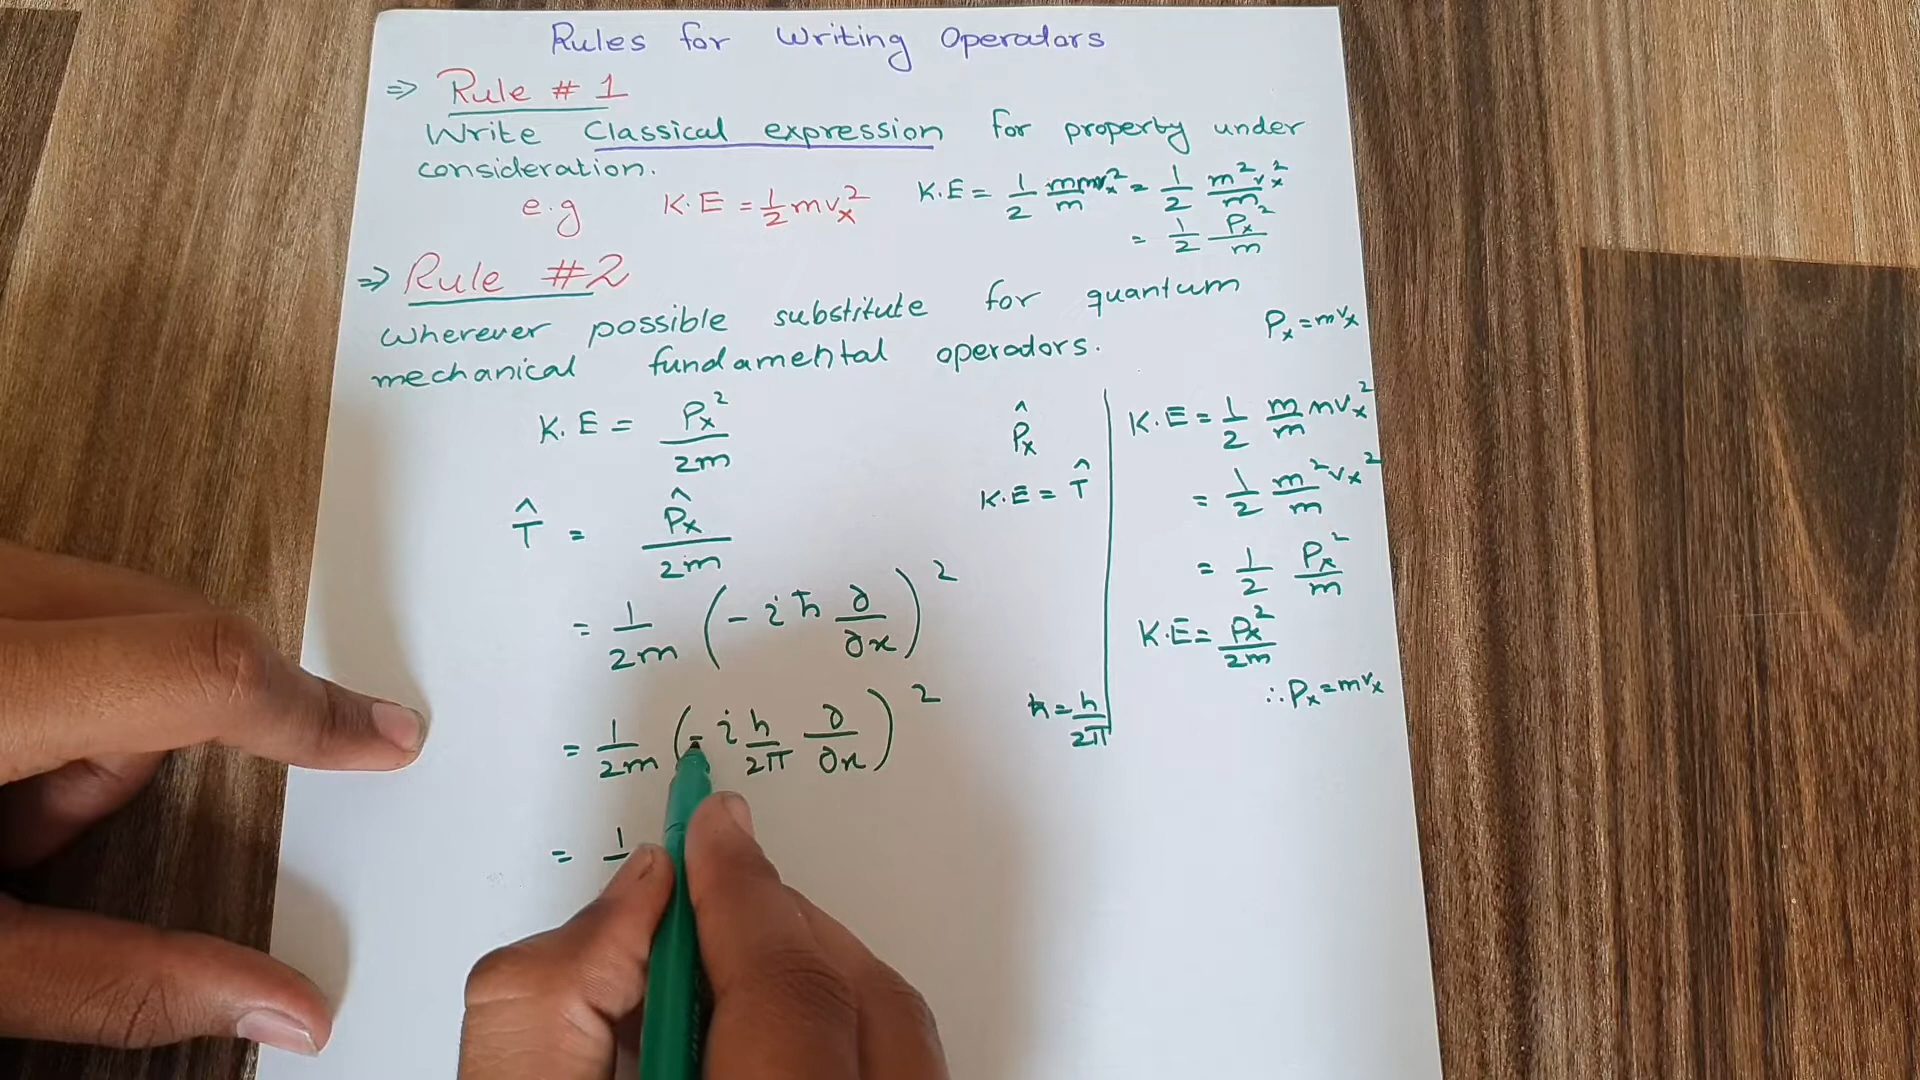 Rules for Writing Operators
⇒ Rule # 1
Write Classical expression for property under
consideration.
e.g K.E = 1/2 mvₓ² K.E = 1/2 mmvₓ²/m = 1/2 m²vₓ²/m
= 1/2 Pₓ²/m
⇒ Rule #2
Wherever possible substitute for quantum
mechanical fundamental operators.
Pₓ = mvₓ
K.E = Pₓ²/2m
T̂ = P̂ₓ/2m
= 1/2m (-iħ ∂/∂x)²
= 1/2m (-i h/2π ∂/∂x)²
= 1
P̂ₓ
K.E = T̂
ħ = h/2π
K.E = 1/2 m/m mvₓ²
= 1/2 m²vₓ²/m
= 1/2 Pₓ²/m
K.E = Pₓ²/2m
∴ Pₓ = mvₓ